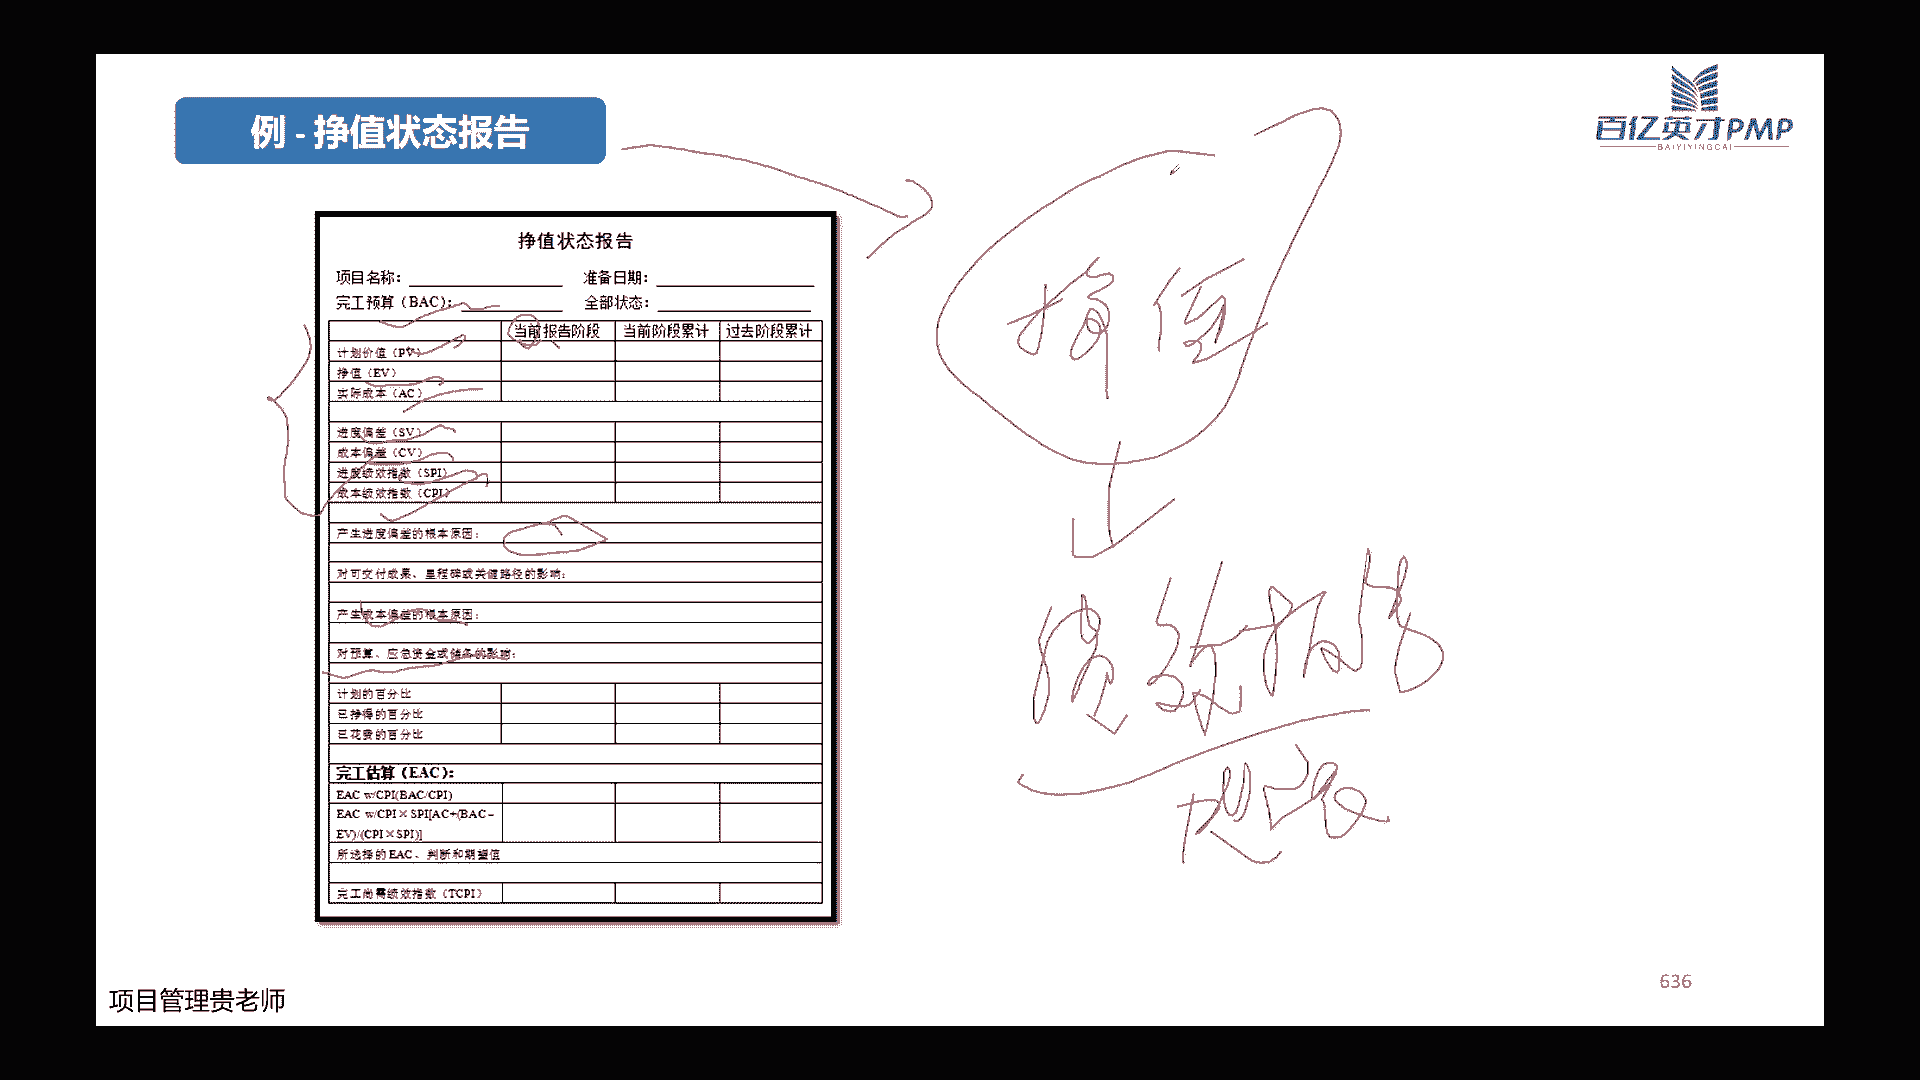 例 - 挣值状态报告
百亿英才PMP
BAIYIYINGCAI
挣值状态报告
项目名称： 准备日期：
完工预算（BAC）： 全部状态：
当前报告阶段 当前阶段累计 过去阶段累计
计划价值（PV）
挣值（EV）
实际成本（AC）
进度偏差（SV）
成本偏差（CV）
进度绩效指数（SPI）
成本绩效指数（CPI）
产生进度偏差的根本原因：
对可交付成果、里程碑或关键路径的影响：
产生成本偏差的根本原因：
对预算、应急资金或储备的影响：
计划的百分比
已挣得的百分比
已花费的百分比
完工估算（EAC）：
EAC w/CPI(BAC/CPI)
EAC w/CPI×SPI[AC+(BAC−
EV)/(CPI×SPI)]
所选择的EAC、判断和期望值
完工尚需绩效指数（TCPI）
挣值
绩效报告
项目管理贵老师
636